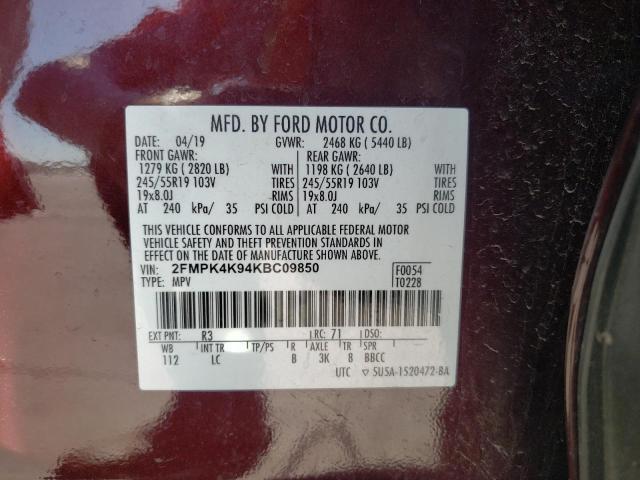 MFD. BY FORD MOTOR CO.
DATE: 04/19 GVWR: 2468 KG ( 5440 LB)
FRONT GAWR: REAR GAWR:
1279 KG ( 2820 LB) WITH 1198 KG ( 2640 LB) WITH
245/55R19 103V TIRES 245/55R19 103V TIRES
19x8.0J RIMS 19x8.0J RIMS
AT 240 kPa/ 35 PSI COLD AT 240 kPa/ 35 PSI COLD
THIS VEHICLE CONFORMS TO ALL APPLICABLE FEDERAL MOTOR
VEHICLE SAFETY AND THEFT PREVENTION STANDARDS IN
EFFECT ON THE DATE OF MANUFACTURE SHOWN ABOVE.
VIN: 2FMPK4K94KBC09850 F0054
TYPE: MPV T0228
EXT PNT: R3 RC: 71 DSO:
WB INT TR TP/PS R AXLE TR SPR
112 LC B 3K 8 BBCC
UTC ▽ 5U5A-1520472-BA